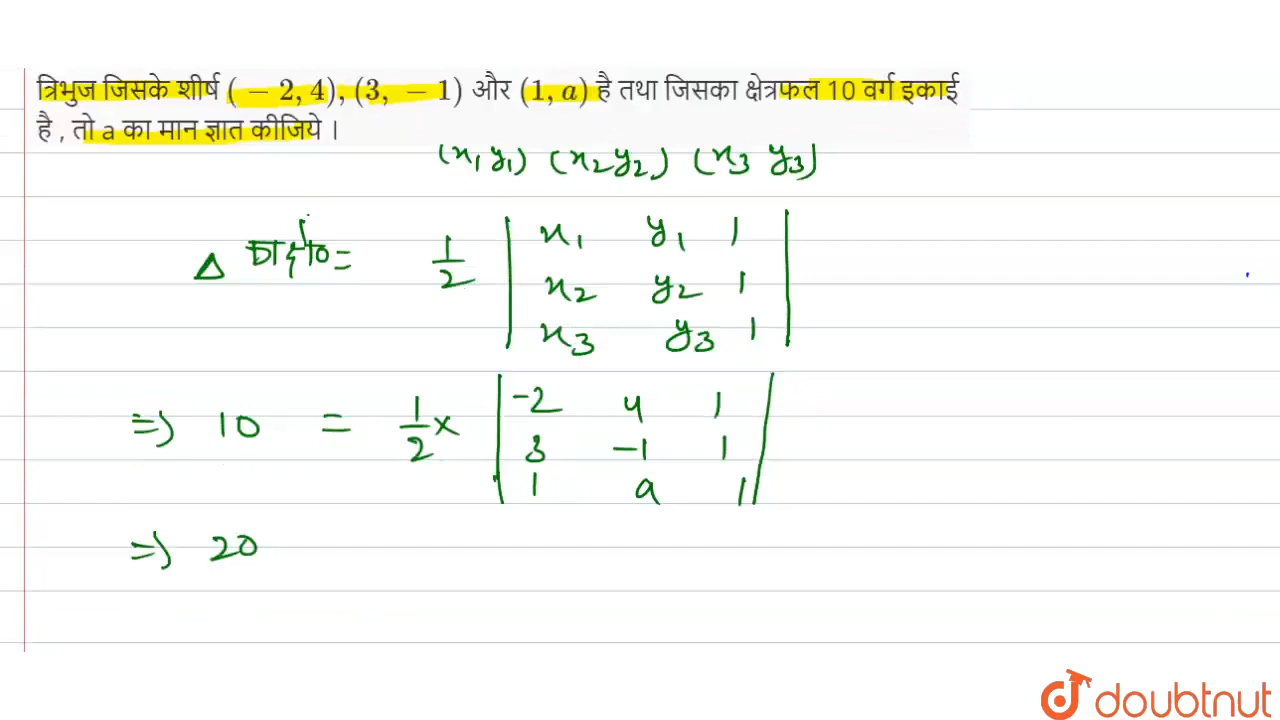 त्रिभुज जिसके शीर्ष (−2, 4), (3, −1) और (1, a) है तथा जिसका क्षेत्रफल 10 वर्ग इकाई
है , तो a का मान ज्ञात कीजिये ।
(x₁ y₁) (x₂ y₂) (x₃ y₃)
Δ = 1/2 | x₁ y₁ 1
x₂ y₂ 1
x₃ y₃ 1 |
=> 10 = 1/2 × | -2 4 1
3 -1 1
1 a 1 |
=> 20
doubtnut